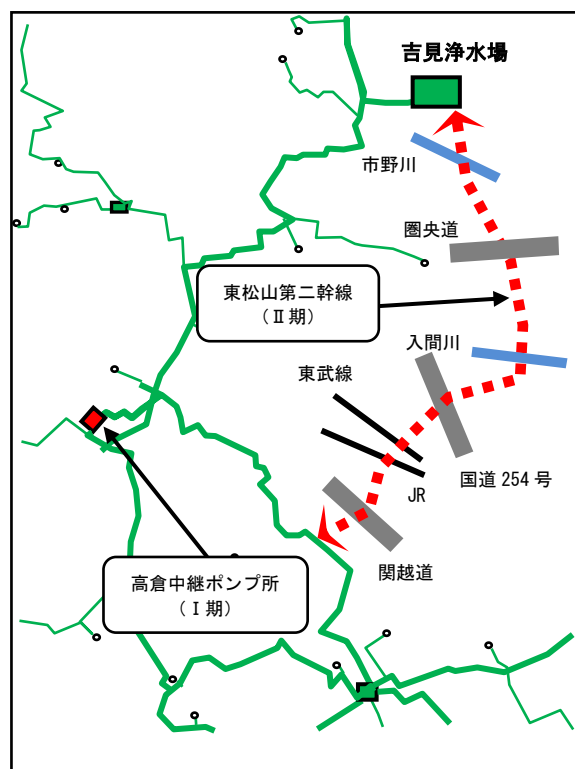 吉見浄水場
市野川
圏央道
東松山第二幹線
（Ⅱ期）
入間川
東武線
国道 254 号
JR
関越道
高倉中継ポンプ所
（Ⅰ期）